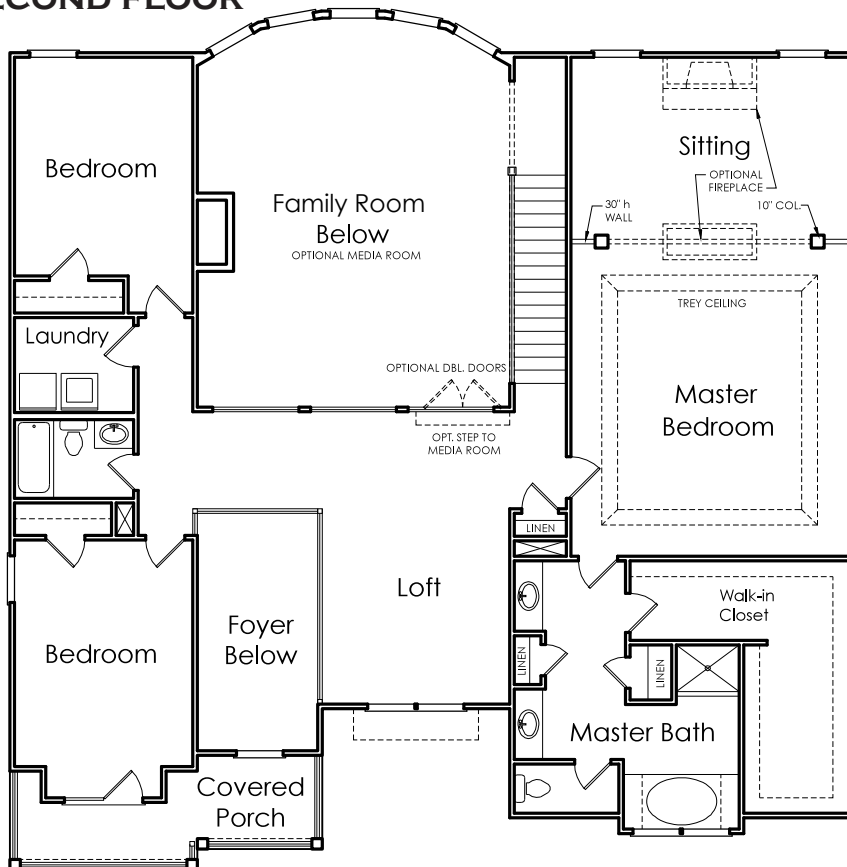 SECOND FLOOR
Bedroom
Family Room
Below
OPTIONAL MEDIA ROOM
Sitting
OPTIONAL
FIREPLACE
30" h
WALL
10" COL.
TREY CEILING
Laundry
OPTIONAL DBL. DOORS
Master
Bedroom
OPT. STEP TO
MEDIA ROOM
LINEN
Loft
Walk-in
Closet
Foyer
Below
Bedroom
LINEN
LINEN
Master Bath
Covered
Porch